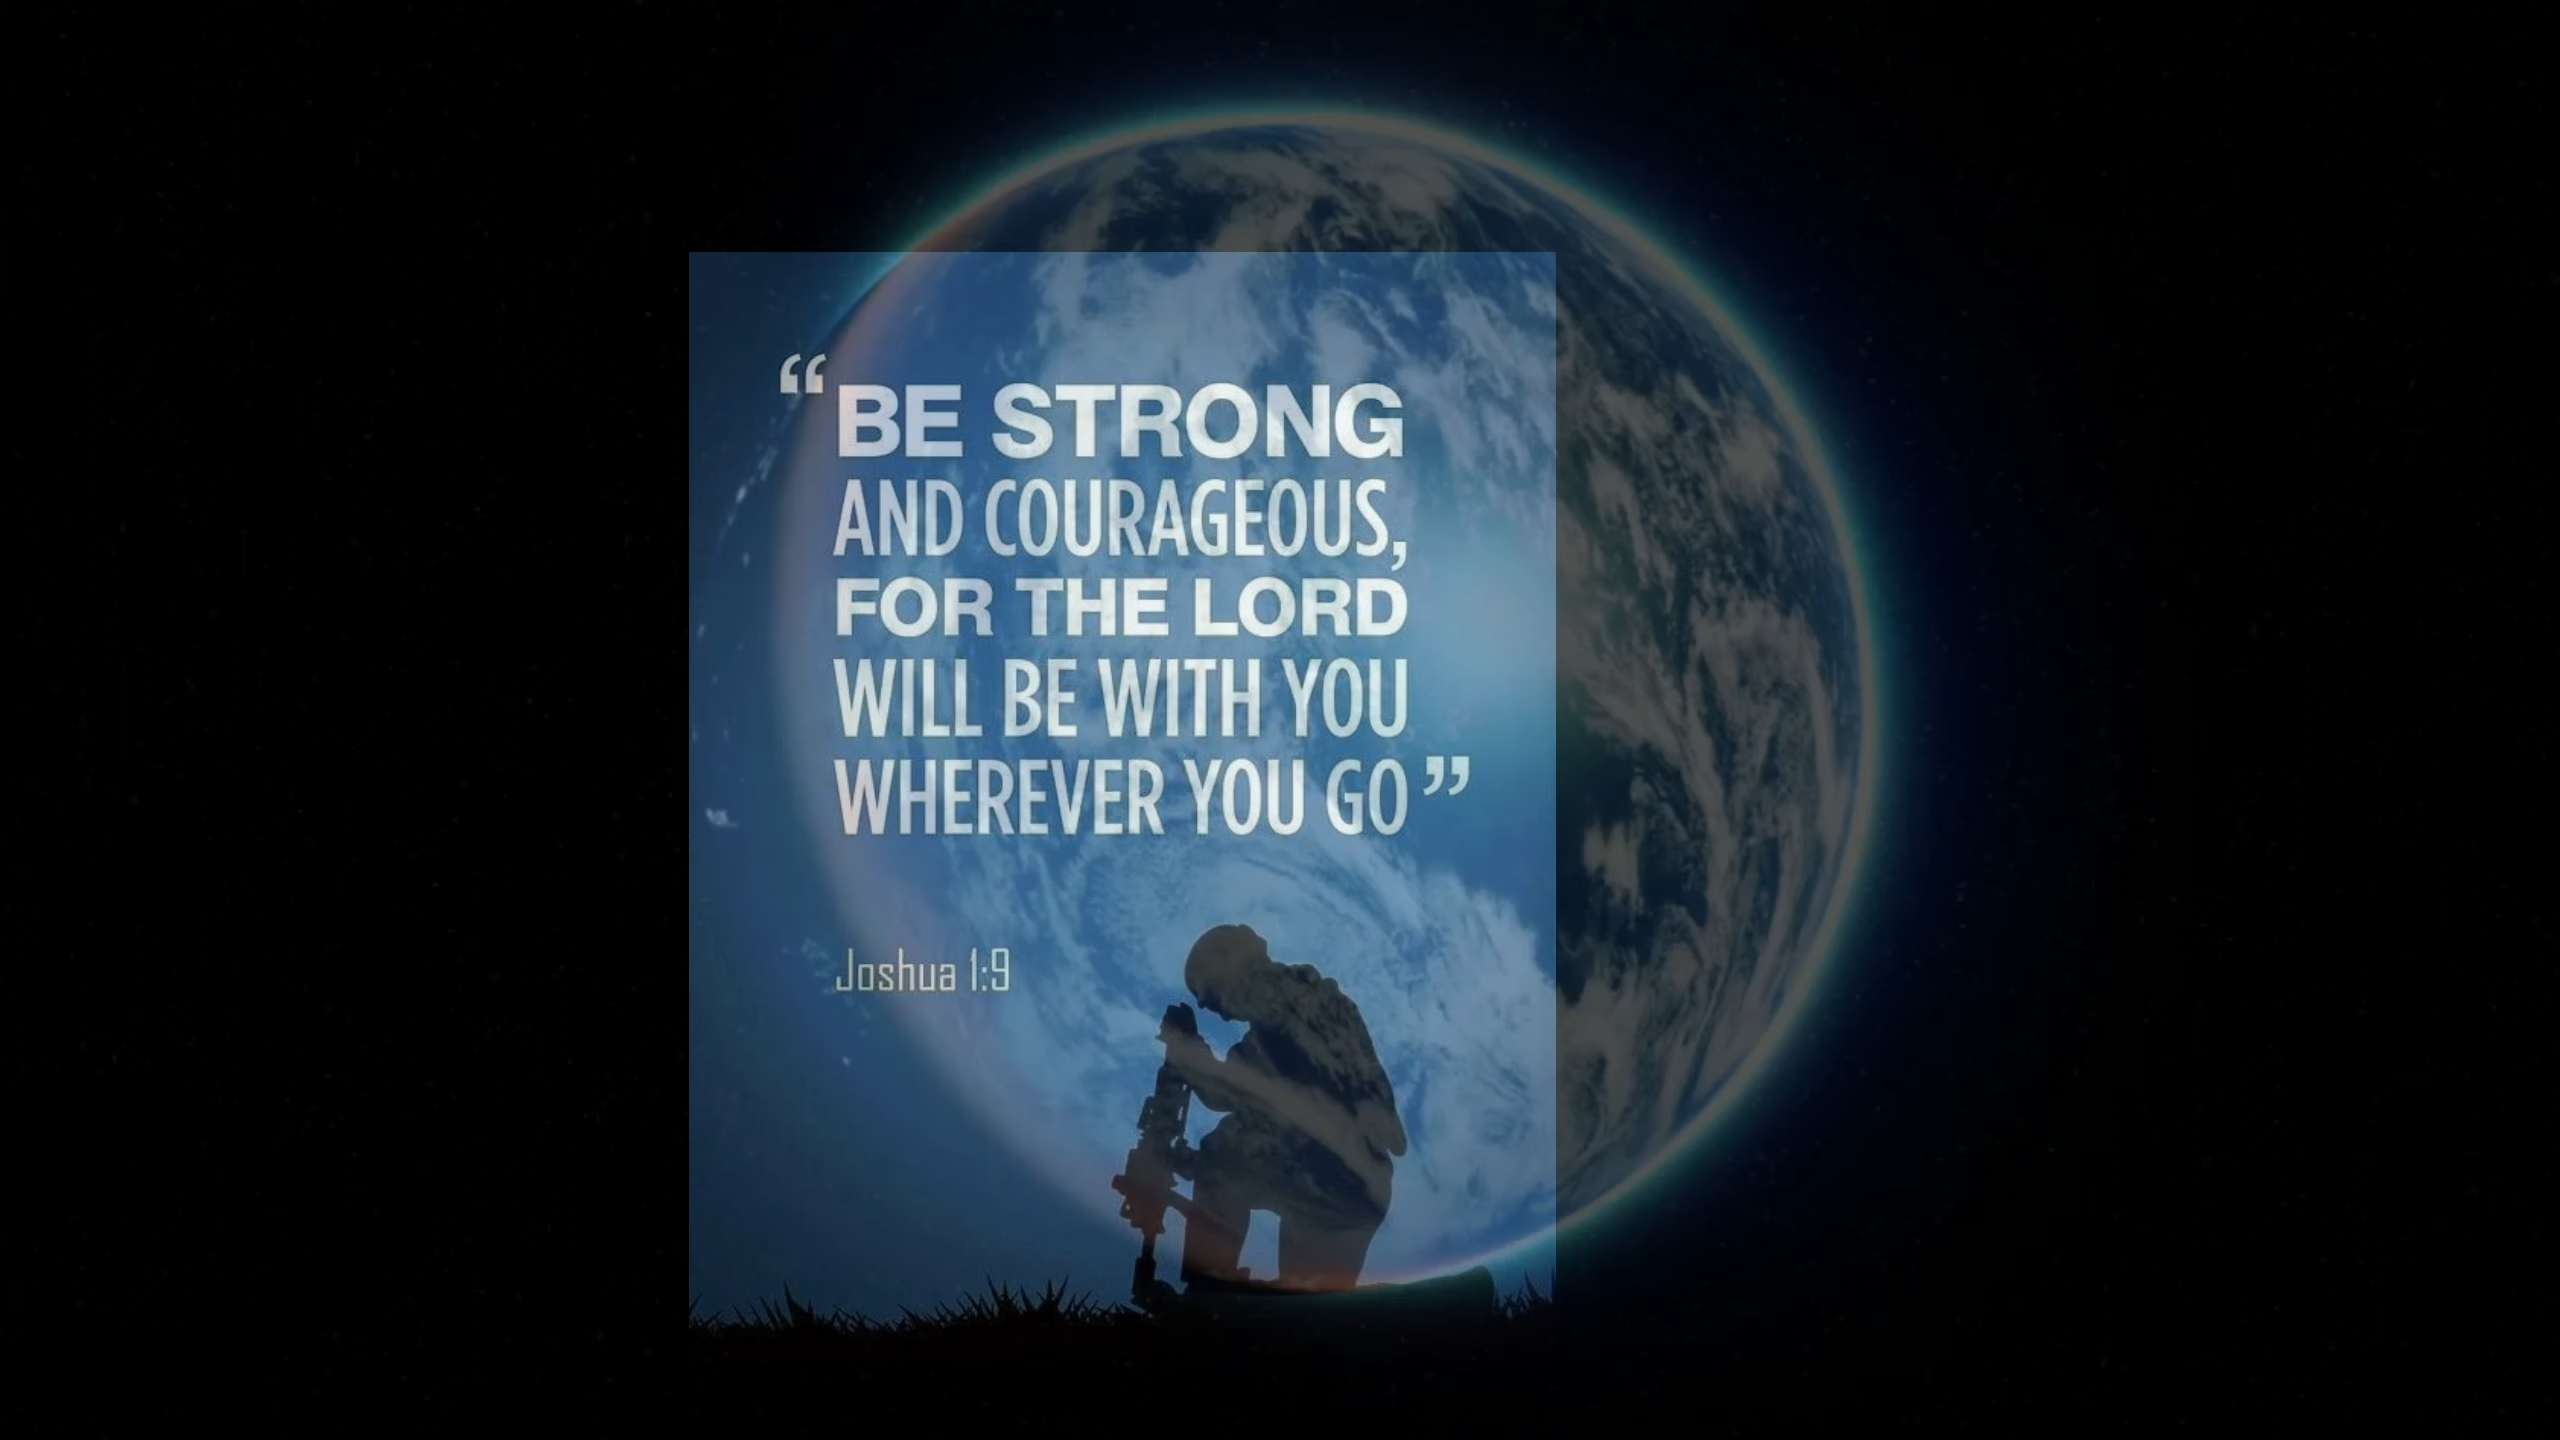 “BE STRONG
AND COURAGEOUS,
FOR THE LORD
WILL BE WITH YOU
WHEREVER YOU GO”
Joshua 1:9